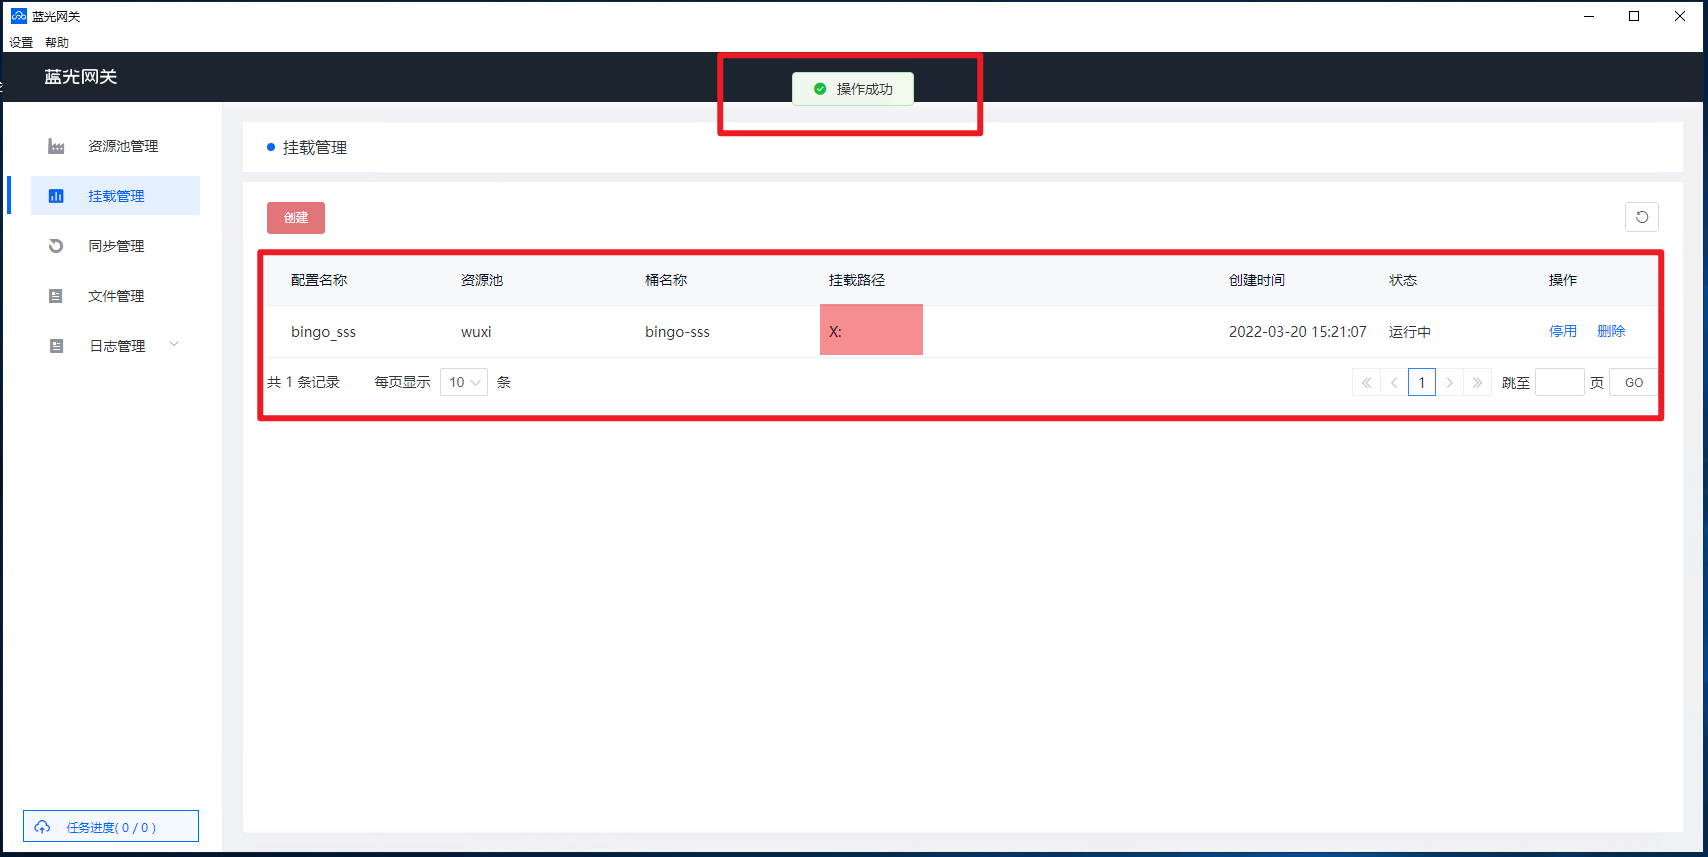 蓝光网关
设置 帮助
蓝光网关
操作成功
资源池管理
挂载管理
同步管理
文件管理
日志管理
任务进度( 0 / 0 )
挂载管理
创建
配置名称 资源池 桶名称 挂载路径 创建时间 状态 操作
bingo_sss wuxi bingo-sss X: 2022-03-20 15:21:07 运行中 停用 删除
共 1 条记录 每页显示 10 条 1 跳至 页 GO